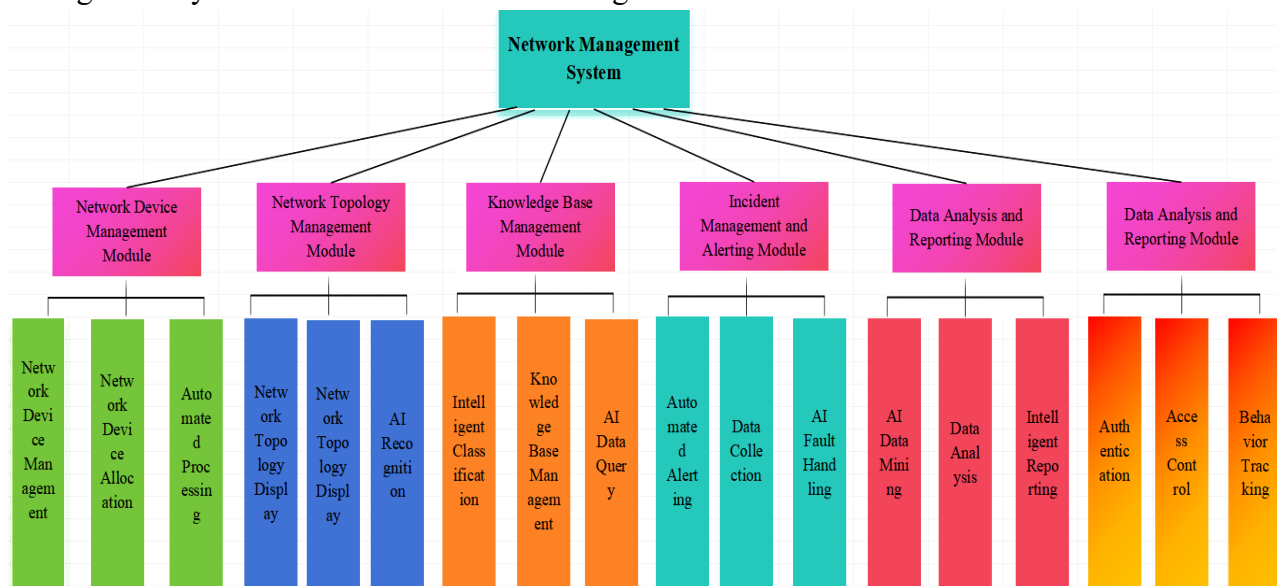 Network Management
System
Network Device
Management
Module
Network Topology
Management
Module
Knowledge Base
Management
Module
Incident
Management and
Alerting Module
Data Analysis and
Reporting Module
Data Analysis and
Reporting Module
Netw
ork
Devi
ce
Man
agem
ent
Netw
ork
Devi
ce
Alloc
ation
Auto
mate
d
Proc
essin
g
Netw
ork
Topo
logy
Displ
ay
Netw
ork
Topo
logy
Displ
ay
AI
Reco
gniti
on
Intell
igent
Class
ificat
ion
Kno
wled
ge
Base
Man
agem
ent
AI
Data
Quer
y
Auto
mate
d
Alert
ing
Data
Colle
ction
AI
Fault
Hand
ling
AI
Data
Mini
ng
Data
Anal
ysis
Intell
igent
Repo
rting
Auth
entic
ation
Acce
ss
Cont
rol
Beha
vior
Trac
king